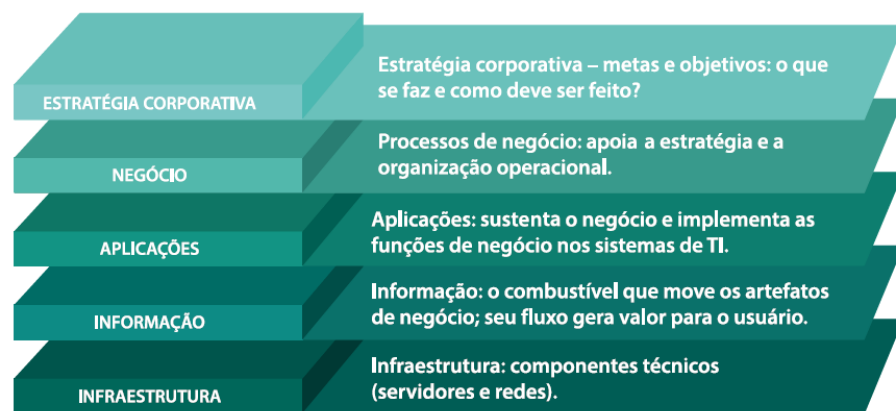 ESTRATÉGIA CORPORATIVA
Estratégia corporativa – metas e objetivos: o que
se faz e como deve ser feito?
NEGÓCIO
Processos de negócio: apoia a estratégia e a
organização operacional.
APLICAÇÕES
Aplicações: sustenta o negócio e implementa as
funções de negócio nos sistemas de TI.
INFORMAÇÃO
Informação: o combustível que move os artefatos
de negócio; seu fluxo gera valor para o usuário.
INFRAESTRUTURA
Infraestrutura: componentes técnicos
(servidores e redes).